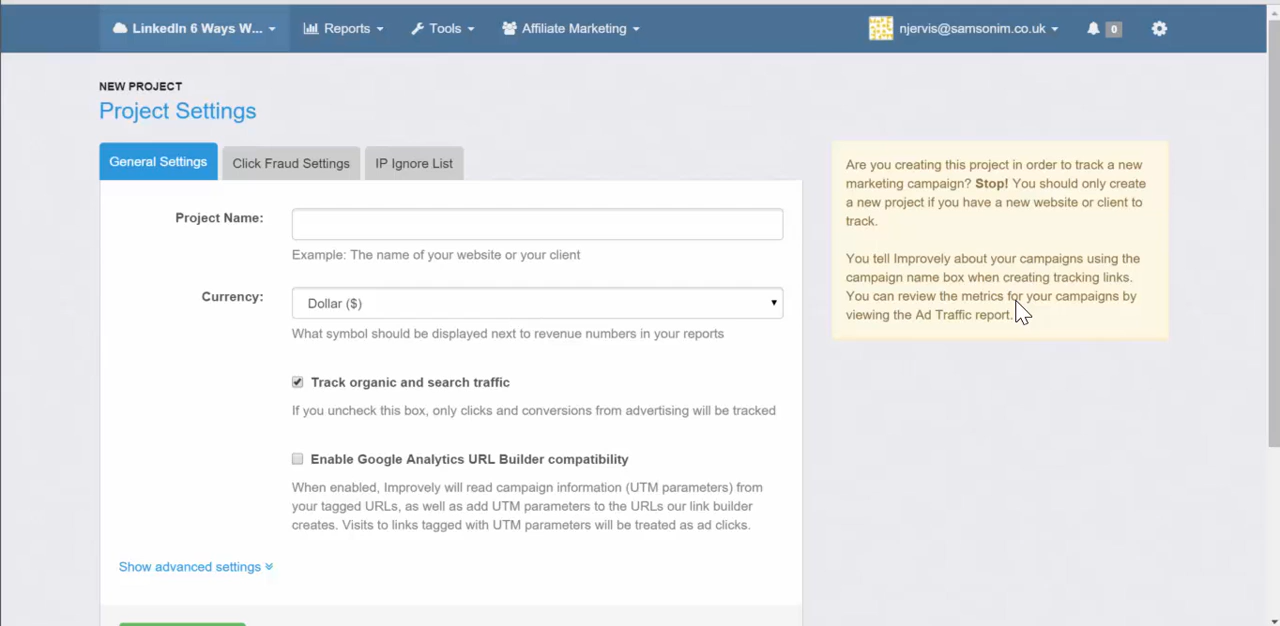 LinkedIn 6 Ways W... Reports Tools Affiliate Marketing njervis@samsonim.co.uk 0
NEW PROJECT
Project Settings
General Settings Click Fraud Settings IP Ignore List
Project Name:
Example: The name of your website or your client
Currency: Dollar ($)
What symbol should be displayed next to revenue numbers in your reports
Track organic and search traffic
If you uncheck this box, only clicks and conversions from advertising will be tracked
Enable Google Analytics URL Builder compatibility
When enabled, Improvely will read campaign information (UTM parameters) from
your tagged URLs, as well as add UTM parameters to the URLs our link builder
creates. Visits to links tagged with UTM parameters will be treated as ad clicks.
Show advanced settings
Are you creating this project in order to track a new
marketing campaign? Stop! You should only create
a new project if you have a new website or client to
track.
You tell Improvely about your campaigns using the
campaign name box when creating tracking links.
You can review the metrics for your campaigns by
viewing the Ad Traffic report.